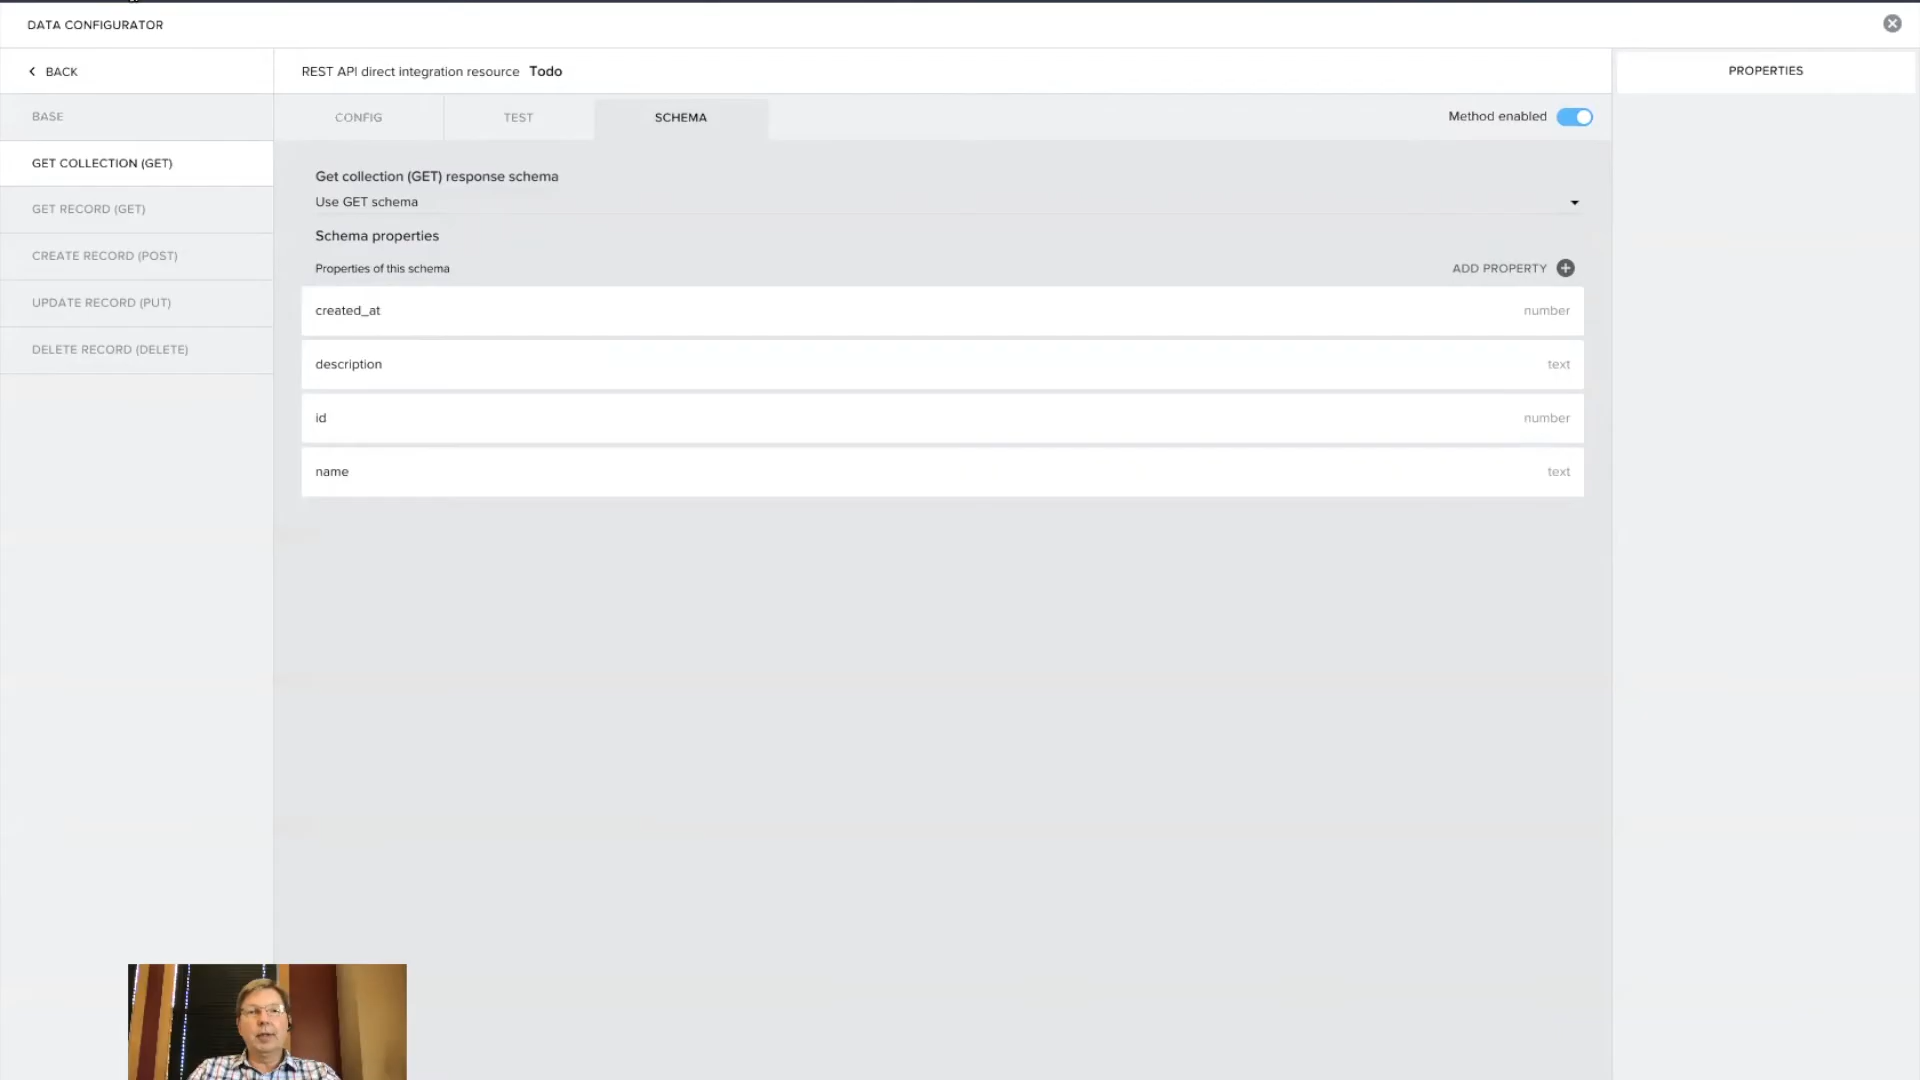 DATA CONFIGURATOR
BACK
REST API direct integration resource Todo
PROPERTIES
BASE
CONFIG
TEST
SCHEMA
Method enabled
GET COLLECTION (GET)
GET RECORD (GET)
CREATE RECORD (POST)
UPDATE RECORD (PUT)
DELETE RECORD (DELETE)
Get collection (GET) response schema
Use GET schema
Schema properties
Properties of this schema
ADD PROPERTY
created_at number
description text
id number
name text